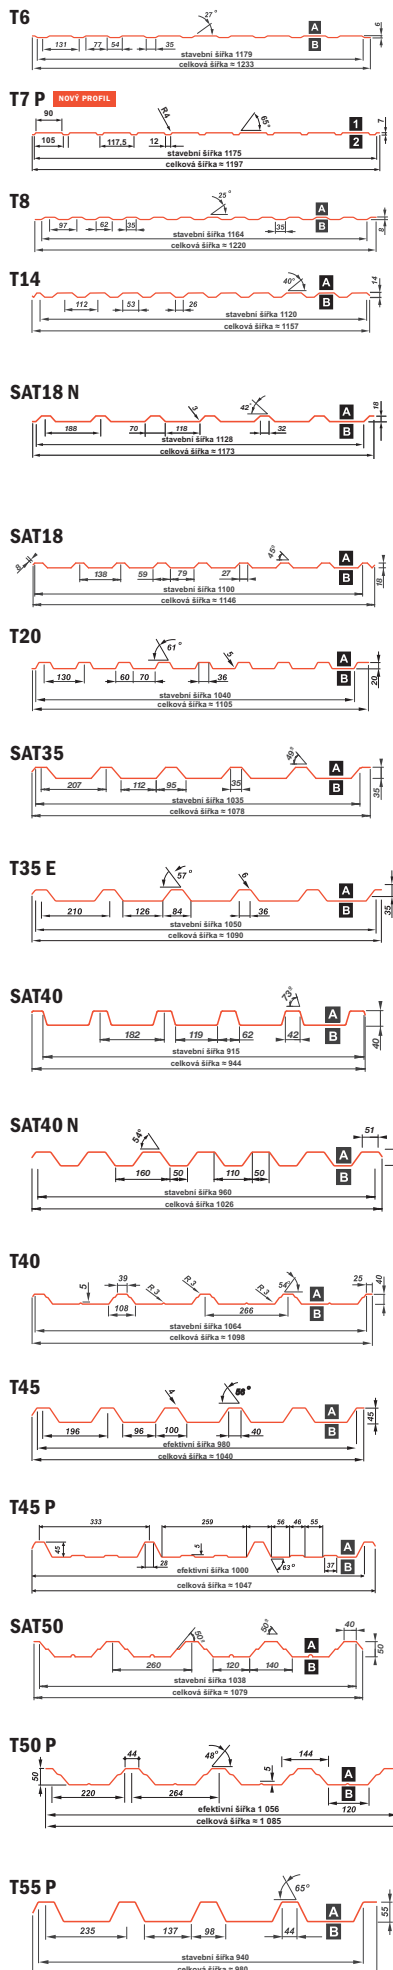 T6
27°
A
6
131 77 54 35
B
stavební šířka 1179
celková šířka ≈ 1233
T7 P NOVÝ PROFIL
90 R4 65° 1 7
105 117,5 12 2
stavební šířka 1175
celková šířka ≈ 1197
T8
25°
A
97 62 35 35 B 8
stavební šířka 1164
celková šířka ≈ 1220
T14
40° A 14
112 53 26 B
stavební šířka 1120
celková šířka ≈ 1157
SAT18 N
3 42° A 18
188 70 118 32 B
stavební šířka 1128
celková šířka ≈ 1173
SAT18
8 45° A
138 59 79 27 B 18
stavební šířka 1100
celková šířka ≈ 1146
T20
61° 5 A
130 60 70 36 B 20
stavební šířka 1040
celková šířka ≈ 1105
SAT35
49° A
207 112 95 35 B 35
stavební šířka 1035
celková šířka ≈ 1078
T35 E
57° 6 A
210 126 84 36 B 35
stavební šířka 1050
celková šířka ≈ 1090
SAT40
73° A
182 119 62 42 B 40
stavební šířka 915
celková šířka ≈ 944
SAT40 N
54° 51
A
160 50 110 50 B
stavební šířka 960
celková šířka ≈ 1026
T40
5 39 R 3 R 3 R 3 54° 25 40
A
108 266 B
stavební šířka 1064
celková šířka ≈ 1098
T45
4 56° A
196 96 100 40 B 45
efektivní šířka 980
celková šířka ≈ 1040
T45 P
333 259 56 46 55
45 5 A
28 63° 37 B
efektivní šířka 1000
celková šířka ≈ 1047
SAT50
50° 50° 40
A 50
260 120 140 B
stavební šířka 1038
celková šířka ≈ 1079
T50 P
44 48° 144
50 5 A
220 264 B
efektivní šířka 1 056 120
celková šířka ≈ 1 085
T55 P
65°
A 55
235 137 98 44 B
stavební šířka 940
celková šířka ≈ 980